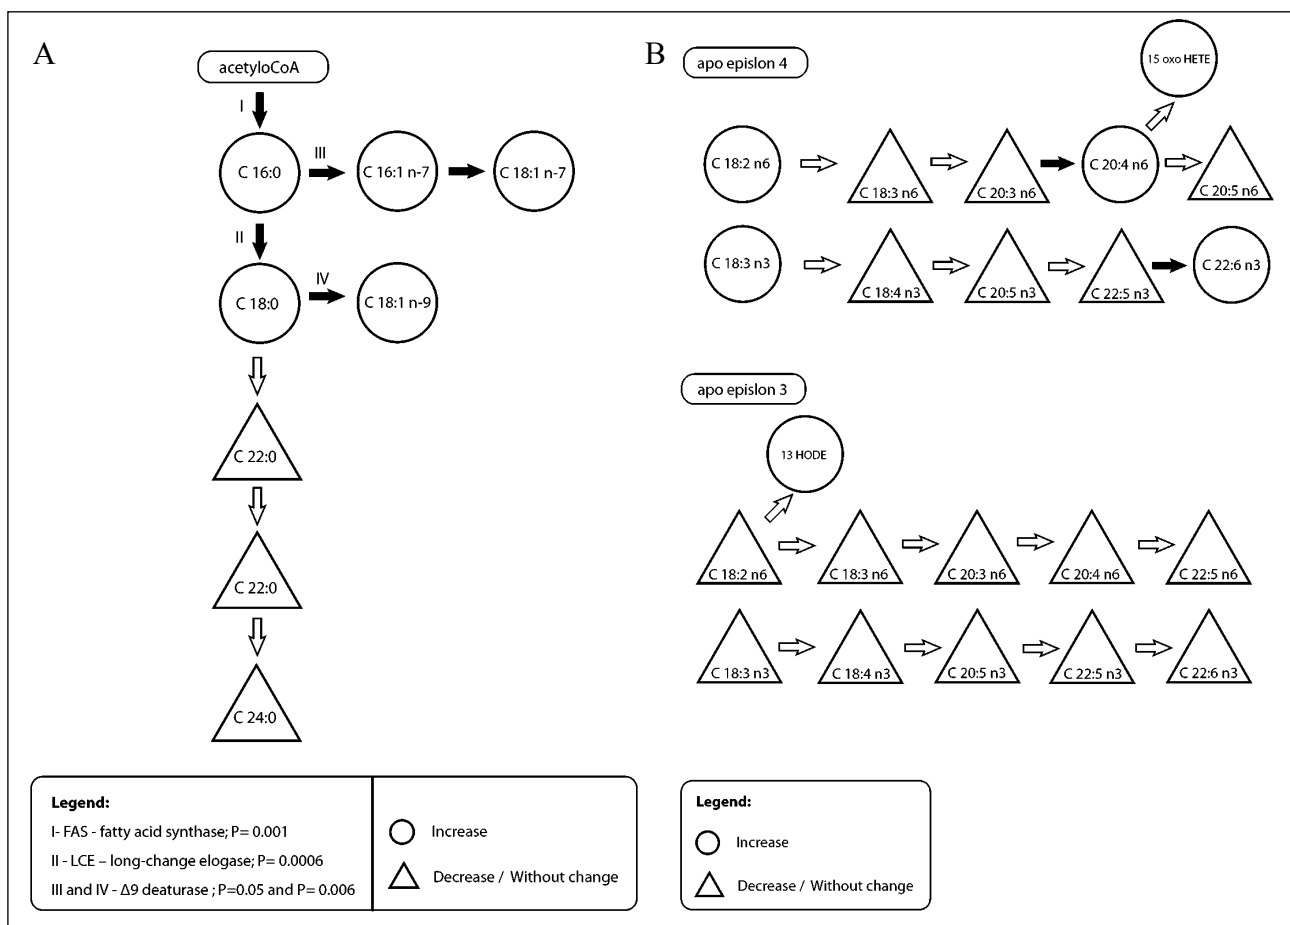 A
acetyloCoA
I
C 16:0
III
C 16:1 n-7
C 18:1 n-7
II
C 18:0
IV
C 18:1 n-9
C 22:0
C 22:0
C 24:0
Legend:
I- FAS - fatty acid synthase; P= 0.001
II - LCE – long-change elogase; P= 0.0006
III and IV - Δ9 deaturase ; P=0.05 and P= 0.006
Increase
Decrease / Without change
B
apo epislon 4
15 oxo HETE
C 18:2 n6
C 18:3 n6
C 20:3 n6
C 20:4 n6
C 20:5 n6
C 18:3 n3
C 18:4 n3
C 20:5 n3
C 22:5 n3
C 22:6 n3
apo epislon 3
13 HODE
C 18:2 n6
C 18:3 n6
C 20:3 n6
C 20:4 n6
C 22:5 n6
C 18:3 n3
C 18:4 n3
C 20:5 n3
C 22:5 n3
C 22:6 n3
Legend:
Increase
Decrease / Without change